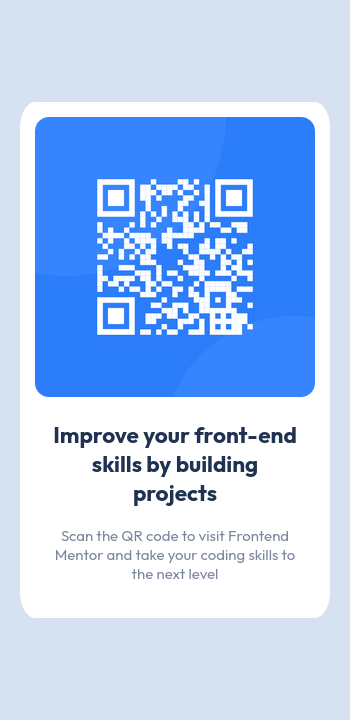 Improve your front-end
skills by building
projects
Scan the QR code to visit Frontend
Mentor and take your coding skills to
the next level